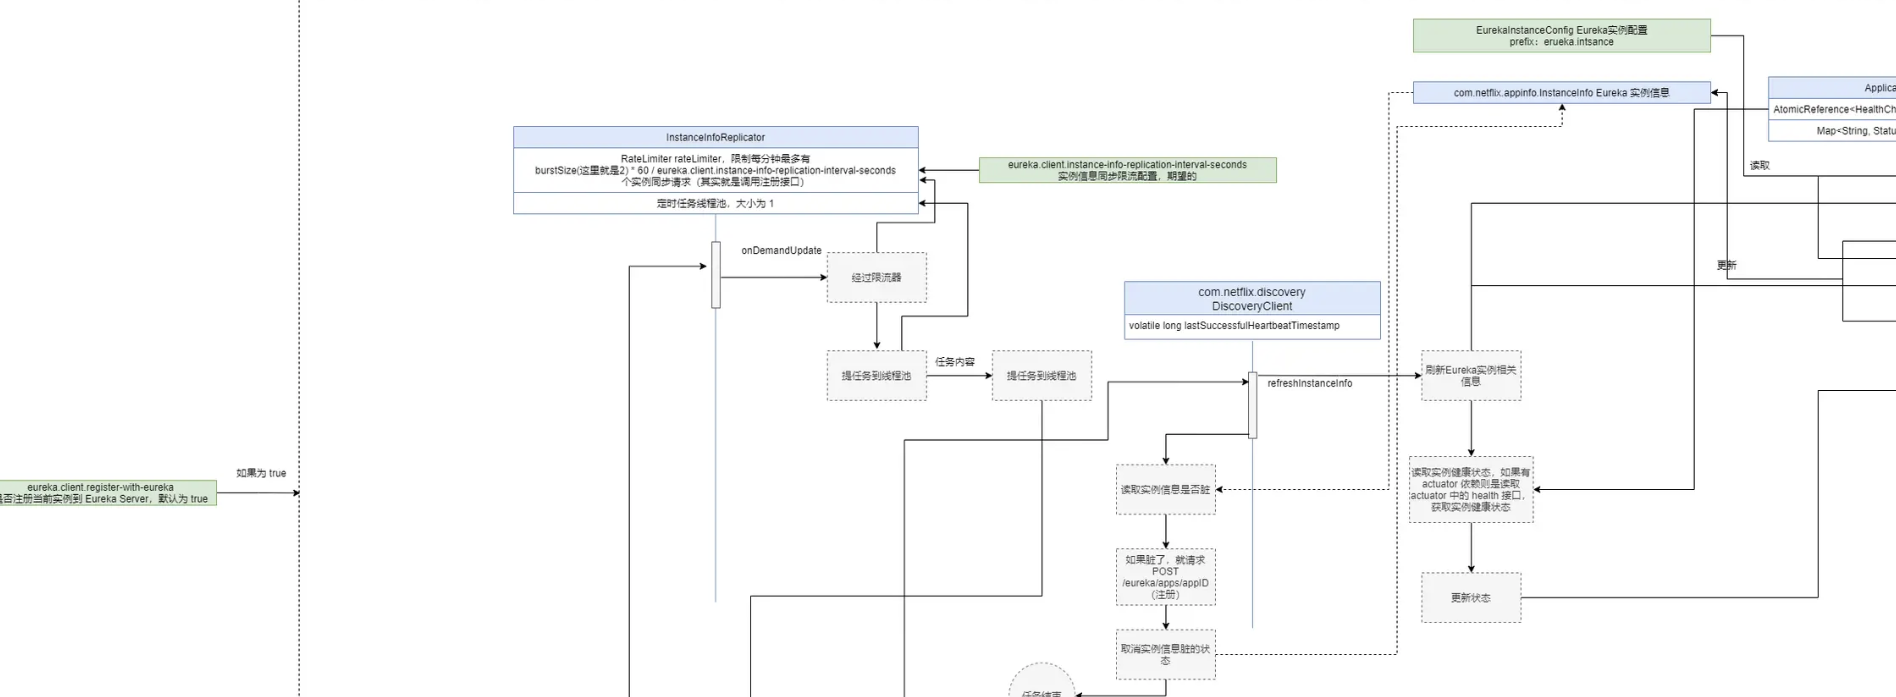 EurekaInstanceConfig Eureka实例配置
prefix：erueka.intsance
com.netflix.appinfo.InstanceInfo Eureka 实例信息
Applica
AtomicReference<HealthCh
Map<String, Statu
读取
更新
InstanceInfoReplicator
RateLimiter rateLimiter，限制每分钟最多有
burstSize(这里就是2) * 60 / eureka.client.instance-info-replication-interval-seconds
个实例同步请求（其实就是调用注册接口）
定时任务线程池，大小为 1
eureka.client.instance-info-replication-interval-seconds
实例信息同步限流配置，期望的
onDemandUpdate
经过限流器
提任务到线程池
任务内容
提任务到线程池
com.netflix.discovery
DiscoveryClient
volatile long lastSuccessfulHeartbeatTimestamp
refreshInstanceInfo
刷新Eureka实例相关
信息
读取实例健康状态，如果有
actuator 依赖则是读取
actuator 中的 health 接口，
获取实例健康状态
更新状态
读取实例信息是否脏
如果脏了，就请求
POST
/eureka/apps/appID
（注册）
取消实例信息脏的状
态
任务结束
如果为 true
eureka.client.register-with-eureka
是否注册当前实例到 Eureka Server，默认为 true